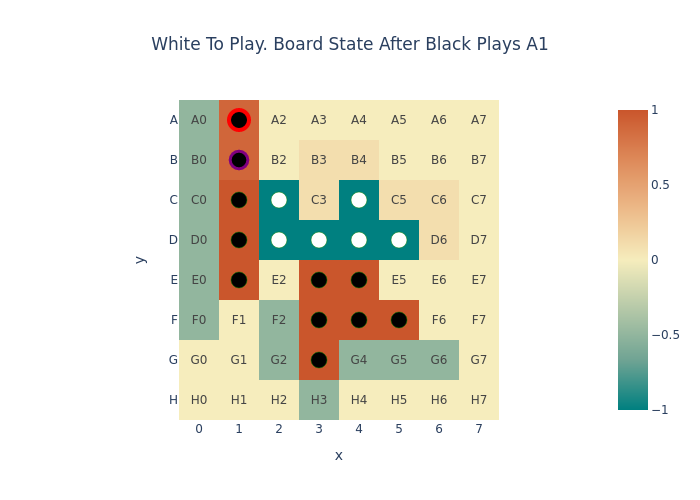 White To Play. Board State After Black Plays A1
A A0 A2 A3 A4 A5 A6 A7
B B0 B2 B3 B4 B5 B6 B7
C C0 C3 C5 C6 C7
D D0 D6 D7
E E0 E2 E5 E6 E7
F F0 F1 F2 F6 F7
G G0 G1 G2 G4 G5 G6 G7
H H0 H1 H2 H3 H4 H5 H6 H7
0 1 2 3 4 5 6 7
x
y
1
0.5
0
−0.5
−1